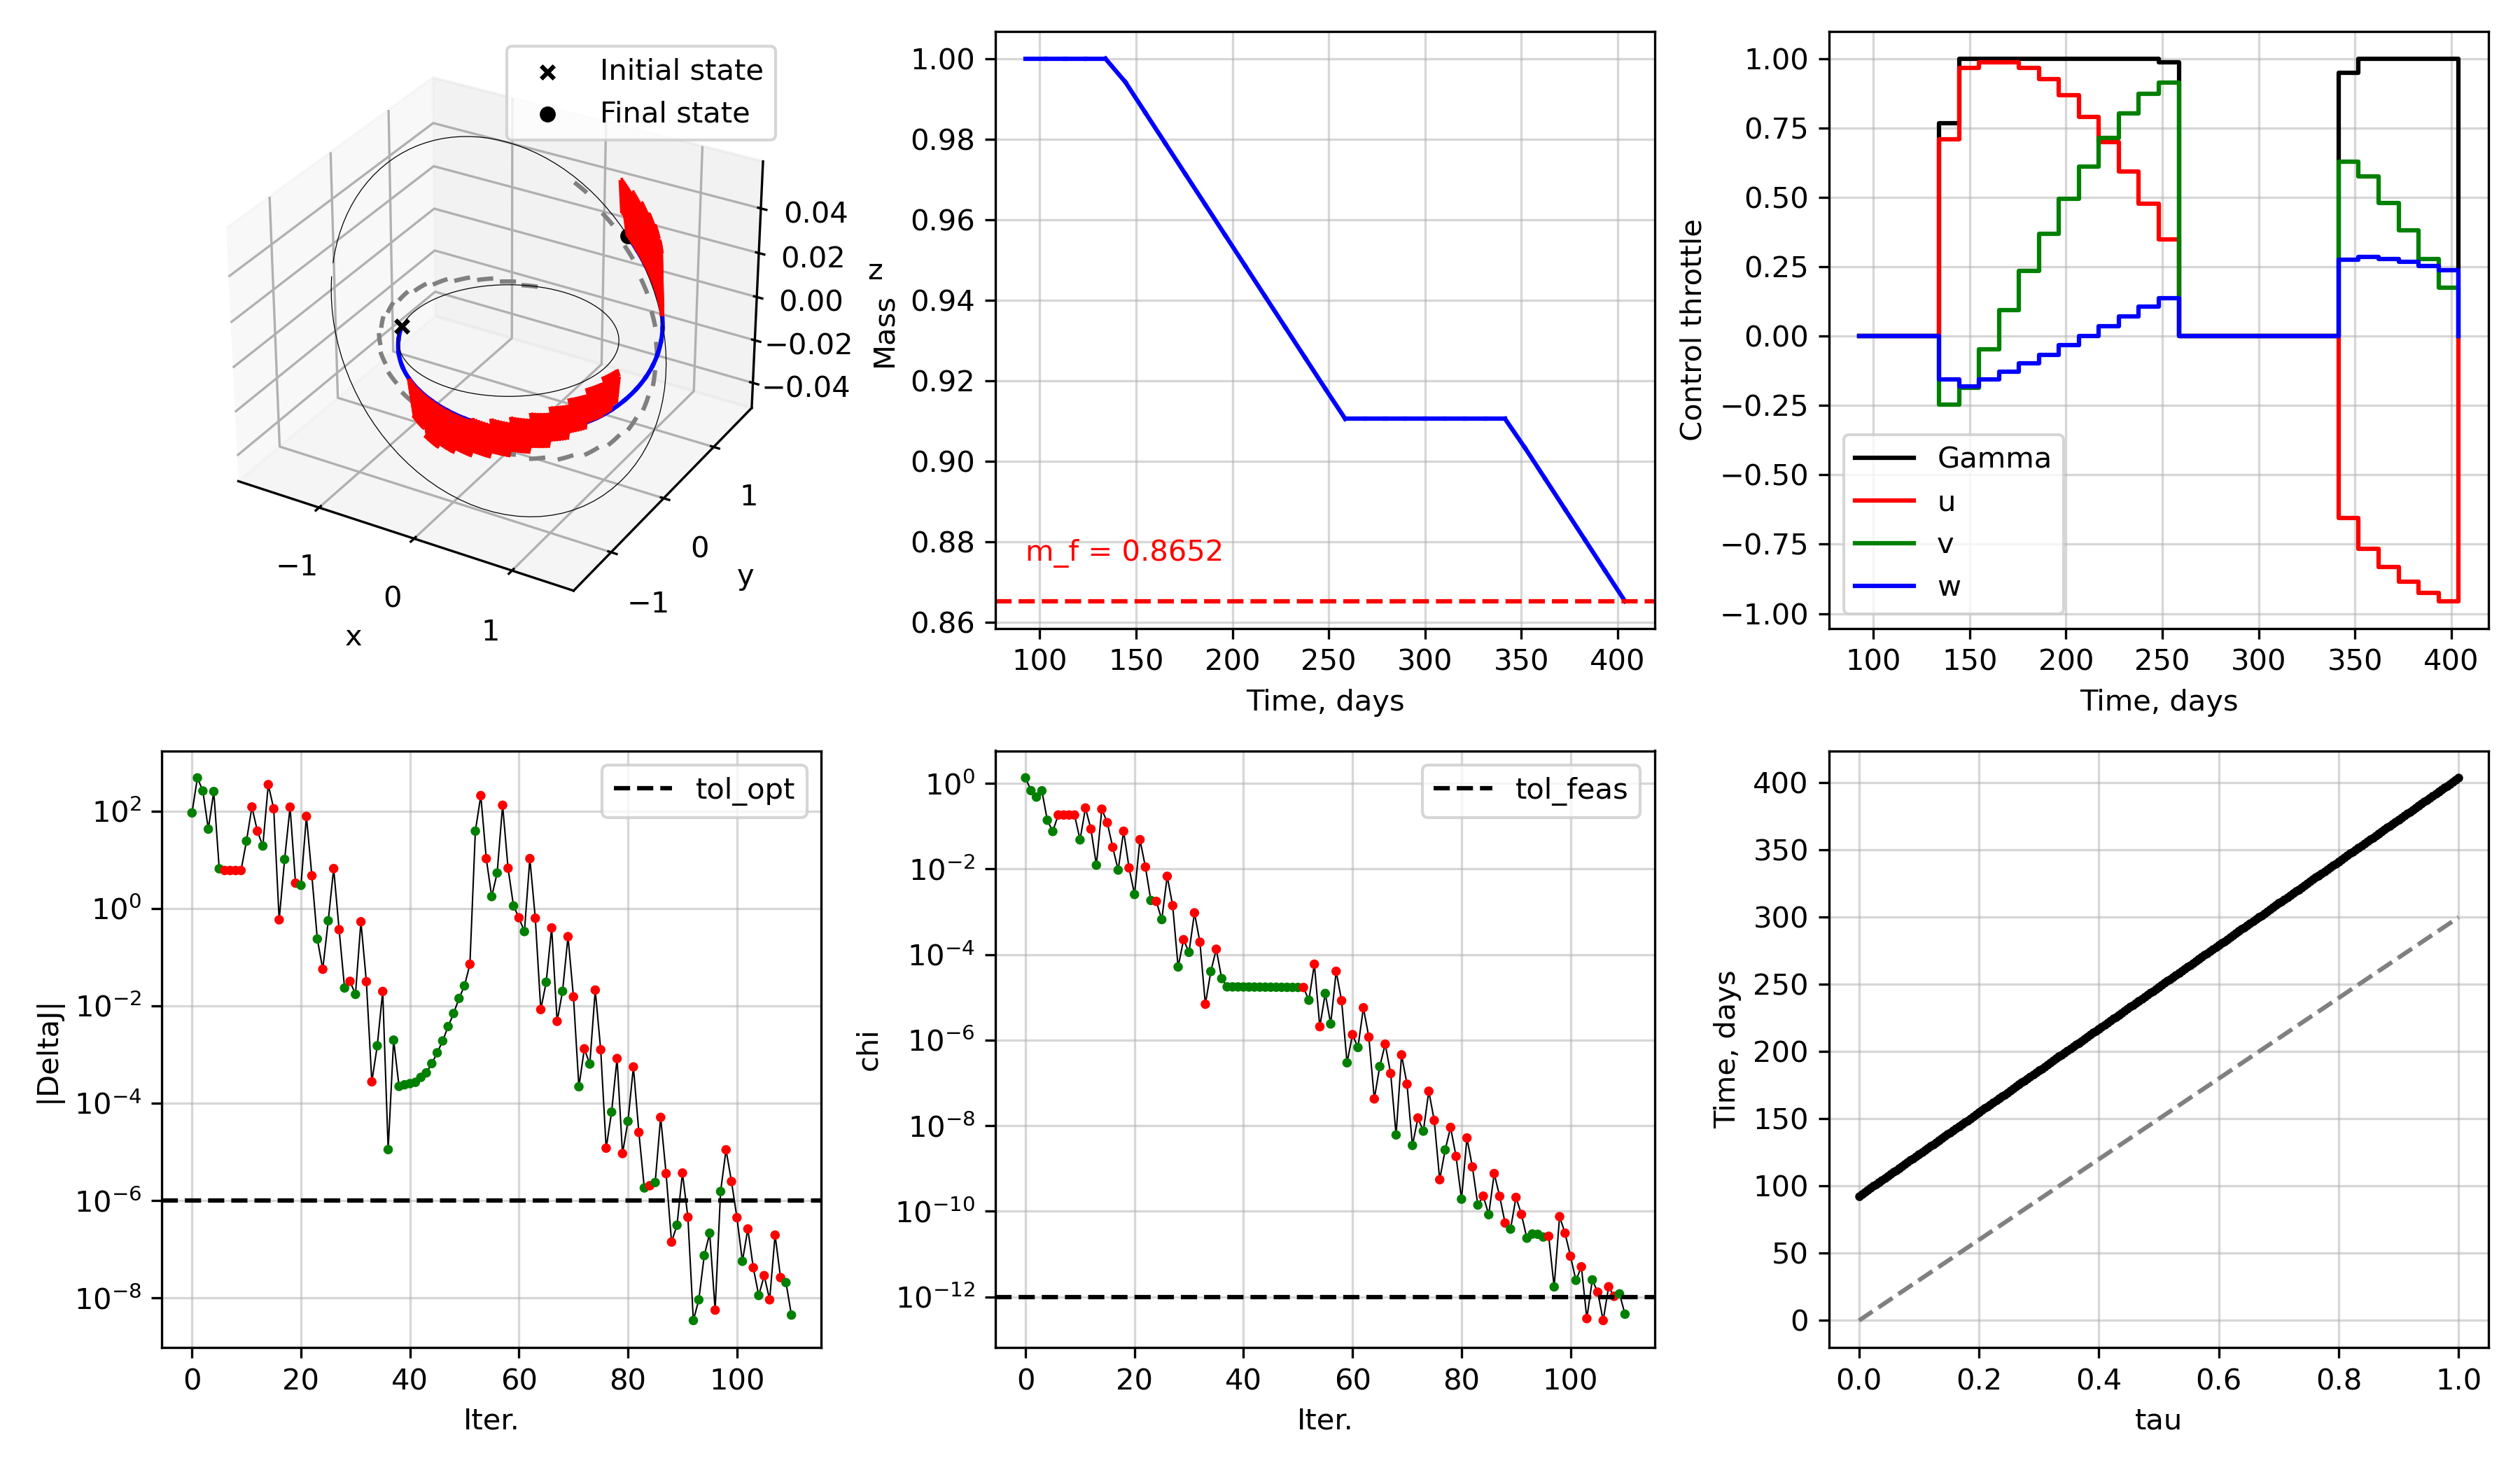 Initial state
Final state
0.04
0.02
0.00
−0.02
−0.04
z
−1
0
1
x
−1
0
1
y
1.00
0.98
0.96
0.94
0.92
0.90
0.88
0.86
Mass
m_f = 0.8652
100 150 200 250 300 350 400
Time, days
1.00
0.75
0.50
0.25
0.00
−0.25
−0.50
−0.75
−1.00
Control throttle
Gamma
u
v
w
100 150 200 250 300 350 400
Time, days
10²
10⁰
10⁻²
10⁻⁴
10⁻⁶
10⁻⁸
|DeltaJ|
tol_opt
0 20 40 60 80 100
Iter.
10⁰
10⁻²
10⁻⁴
10⁻⁶
10⁻⁸
10⁻¹⁰
10⁻¹²
chi
tol_feas
0 20 40 60 80 100
Iter.
400
350
300
250
200
150
100
50
0
Time, days
0.0 0.2 0.4 0.6 0.8 1.0
tau